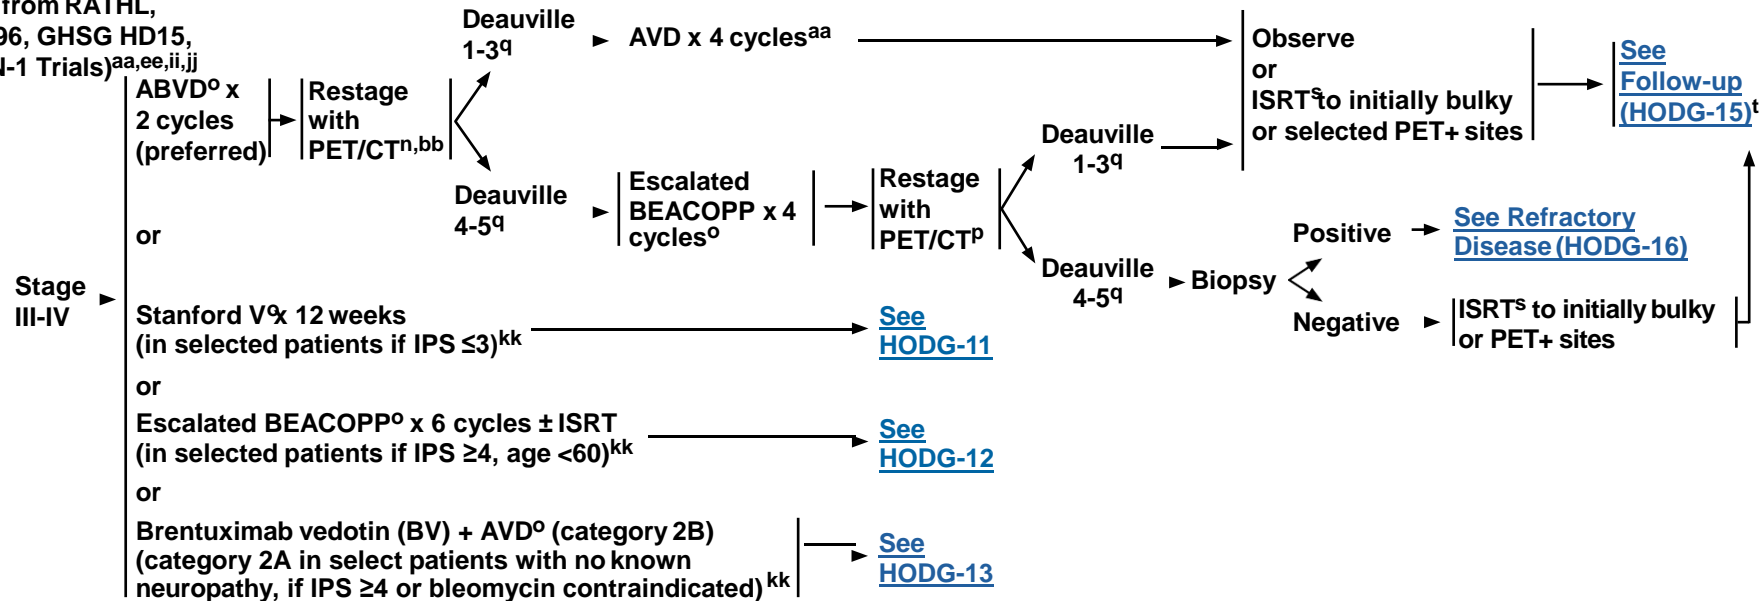 from RATHL,
96, GHSG HD15,
N-1 Trials)aa,ee,ii,jj
Stage
III-IV
ABVDo x
2 cycles
(preferred)
Restage
with
PET/CTn,bb
Deauville
1-3q
AVD x 4 cyclesaa
Observe
or
ISRTs to initially bulky
or selected PET+ sites
See
Follow-up
(HODG-15)t
Deauville
4-5q
Escalated
BEACOPP x 4
cycleso
Restage
with
PET/CTp
Deauville
1-3q
Deauville
4-5q
Biopsy
Positive
See Refractory
Disease (HODG-16)
Negative
ISRTs to initially bulky
or PET+ sites
or
Stanford Vo x 12 weeks
(in selected patients if IPS ≤3)kk
See
HODG-11
or
Escalated BEACOPPo x 6 cycles ± ISRT
(in selected patients if IPS ≥4, age <60)kk
See
HODG-12
or
Brentuximab vedotin (BV) + AVDo (category 2B)
(category 2A in select patients with no known
neuropathy, if IPS ≥4 or bleomycin contraindicated)kk
See
HODG-13